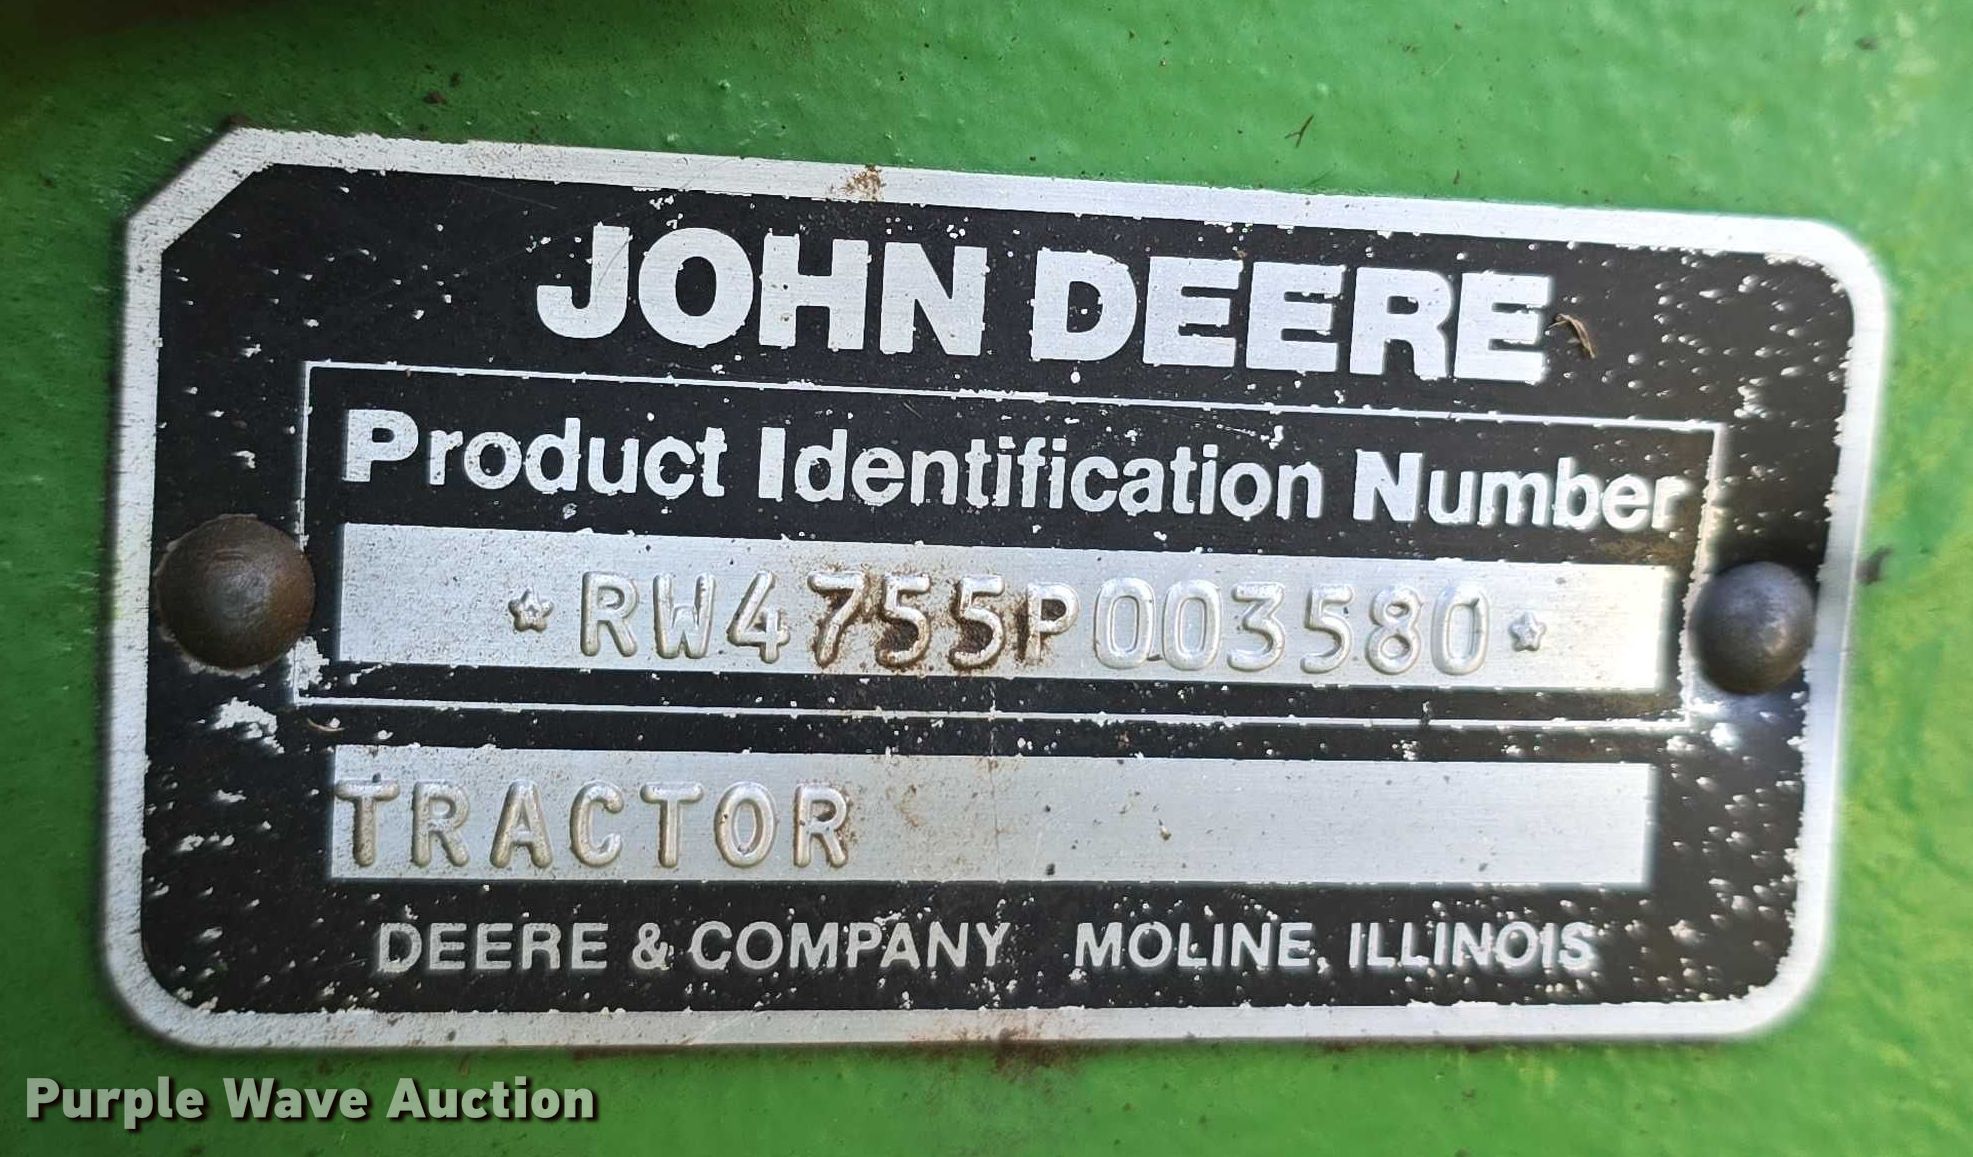 JOHN DEERE
Product Identification Number
*RW4755P003580*
TRACTOR
DEERE & COMPANY MOLINE, ILLINOIS
Purple Wave Auction